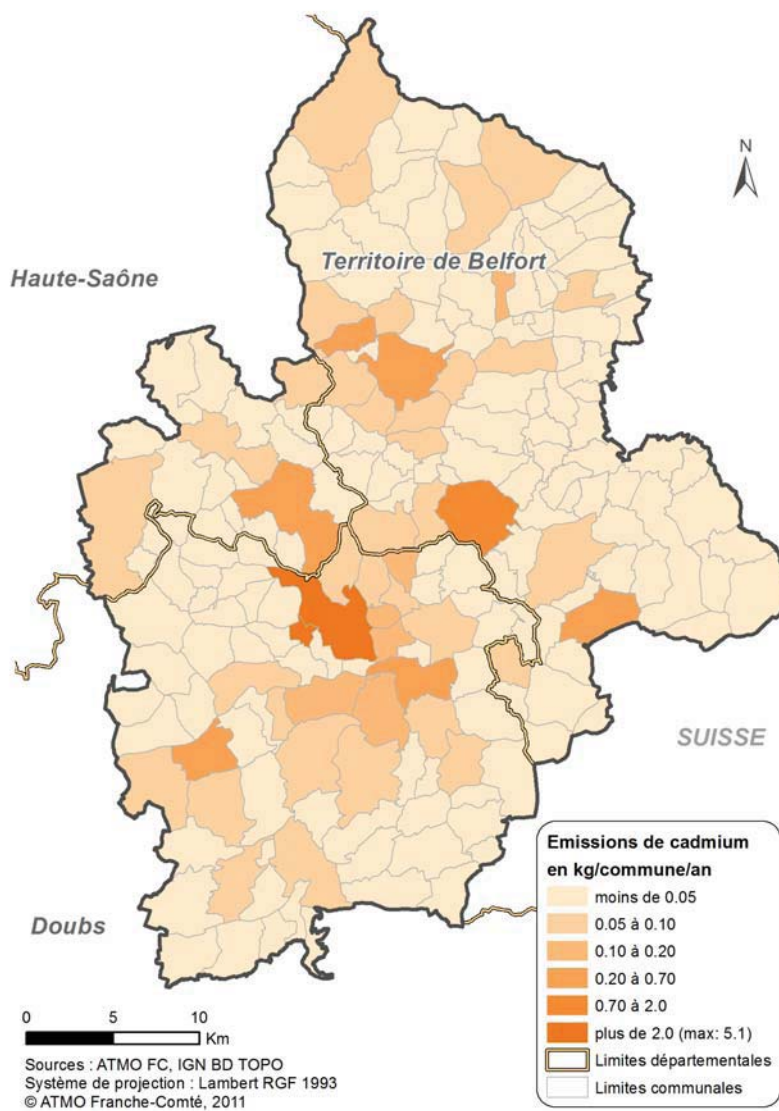 N
Haute-Saône
Territoire de Belfort
SUISSE
Doubs
Emissions de cadmium
en kg/commune/an
moins de 0.05
0.05 à 0.10
0.10 à 0.20
0.20 à 0.70
0.70 à 2.0
plus de 2.0 (max: 5.1)
Limites départementales
Limites communales
0 5 10
Km
Sources : ATMO FC, IGN BD TOPO
Système de projection : Lambert RGF 1993
© ATMO Franche-Comté, 2011